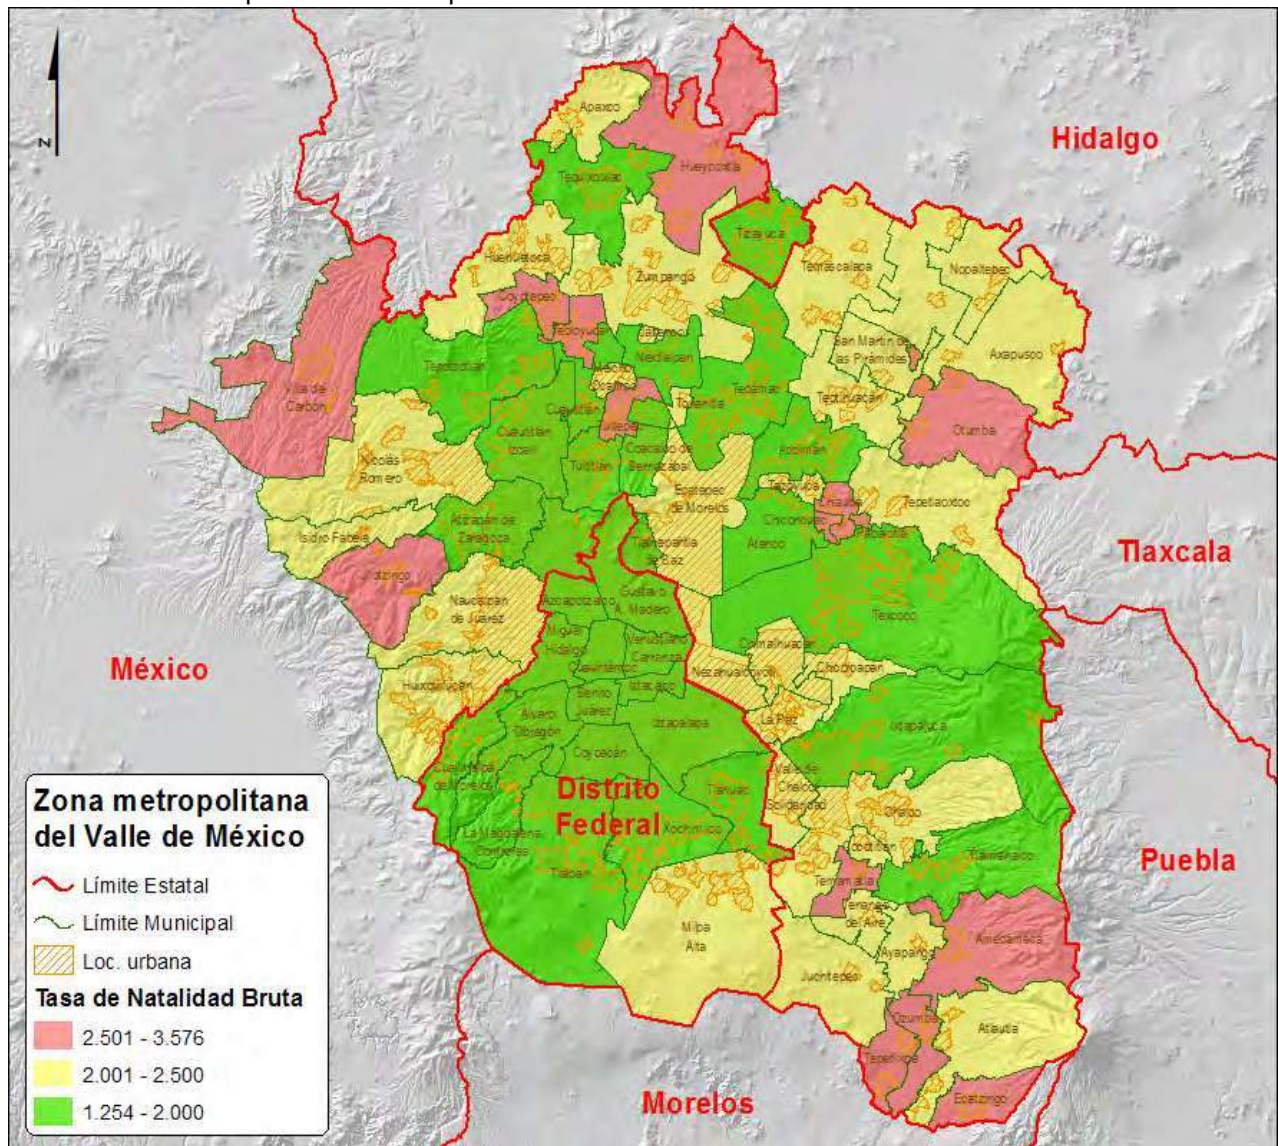 N
Hidalgo
Apaxco
Hueypoxtla
Tequixquiac
Tizayuca
Huehuetoca
Zumpango
Temascalapa
Nopaltepec
Coyotepec
Teoloyucan
Jaltenco
Nextlalpan
San Martín de
las Pirámides
Axapusco
Villa de
Carbón
Tepotzotlán
Tecámac
Teotihuacán
Tultepec
Otumba
Cuautitlán
Cuautitlán
Izcalli
Tultitlán
Coacalco de
Berriozábal
Acolman
Nicolás
Romero
Ecatepec
de Morelos
Tepetlaoxtoc
Chiautla
Isidro Fabela
Atizapán de
Zaragoza
Tlalnepantla
de Baz
Atenco
Papalotla
Tlaxcala
Naucalpan
de Juárez
Azcapotzalco
Gustavo
A. Madero
Texcoco
Miguel
Hidalgo
Venustiano
Carranza
Cuauhtémoc
México
Chimalhuacán
Nezahualcóyotl
Chicoloapan
Huixquilucan
Iztacalco
Benito
Juárez
Iztapalapa
La Paz
Ixtapaluca
Álvaro
Obregón
Coyoacán
Cuajimalpa
de Morelos
Distrito
Federal
Tláhuac
Valle de
Chalco
Solidaridad
Chalco
Xochimilco
La Magdalena
Contreras
Tlalpan
Cocotitlán
Tlalmanalco
Puebla
Temamatla
Tenango
del Aire
Milpa
Alta
Amecameca
Ayapango
Juchitepec
Ozumba
Atlautla
Tepetlixpa
Ecatzingo
Morelos
Zona metropolitana
del Valle de México
Límite Estatal
Límite Municipal
Loc. urbana
Tasa de Natalidad Bruta
2.501 - 3.576
2.001 - 2.500
1.254 - 2.000